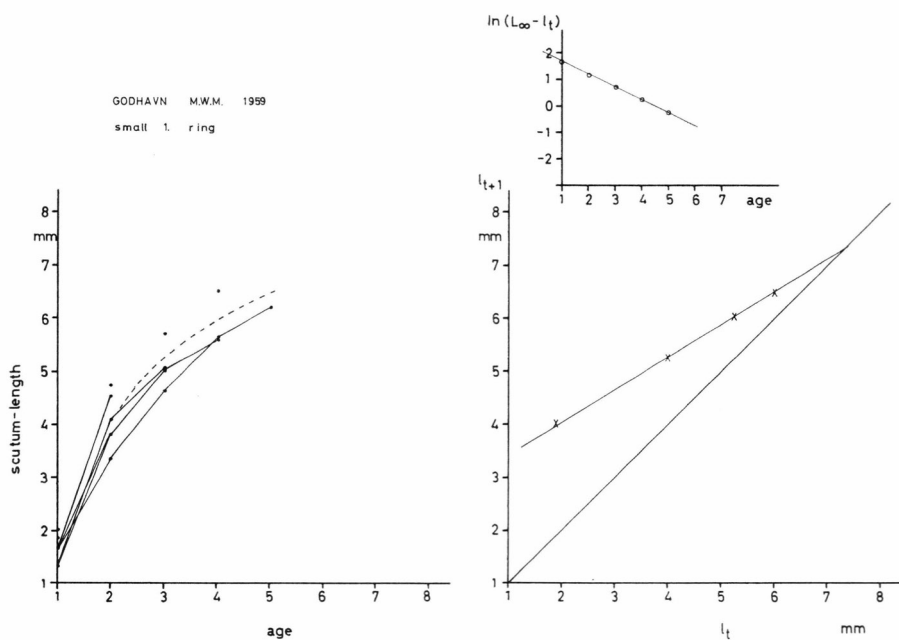 GODHAVN M.W.M. 1959
small 1. ring
8
mm
7
6
5
4
3
2
1
scutum-length
1 2 3 4 5 6 7 8
age
ln (L∞ - lt)
2
1
0
-1
-2
1 2 3 4 5 6 7 age
lt+1
8
mm
7
6
5
4
3
2
1
1 2 3 4 5 6 7 8
lt mm